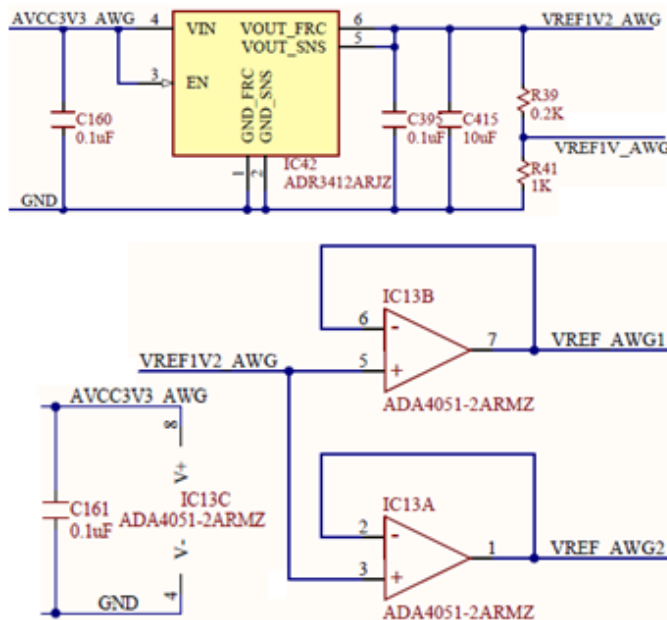 AVCC3V3_AWG
4
VIN
VOUT_FRC
6
VREF1V2_AWG
VOUT_SNS
5
3
EN
GND_FRC
GND_SNS
C160
0.1uF
C395
0.1uF
C415
10uF
R39
0.2K
VREF1V_AWG
R41
1K
1
2
IC42
ADR3412ARJZ
GND
IC13B
6
-
7
VREF_AWG1
VREF1V2_AWG
5
+
ADA4051-2ARMZ
AVCC3V3_AWG
8
V+
C161
0.1uF
IC13C
ADA4051-2ARMZ
V-
4
GND
IC13A
2
-
1
VREF_AWG2
3
+
ADA4051-2ARMZ